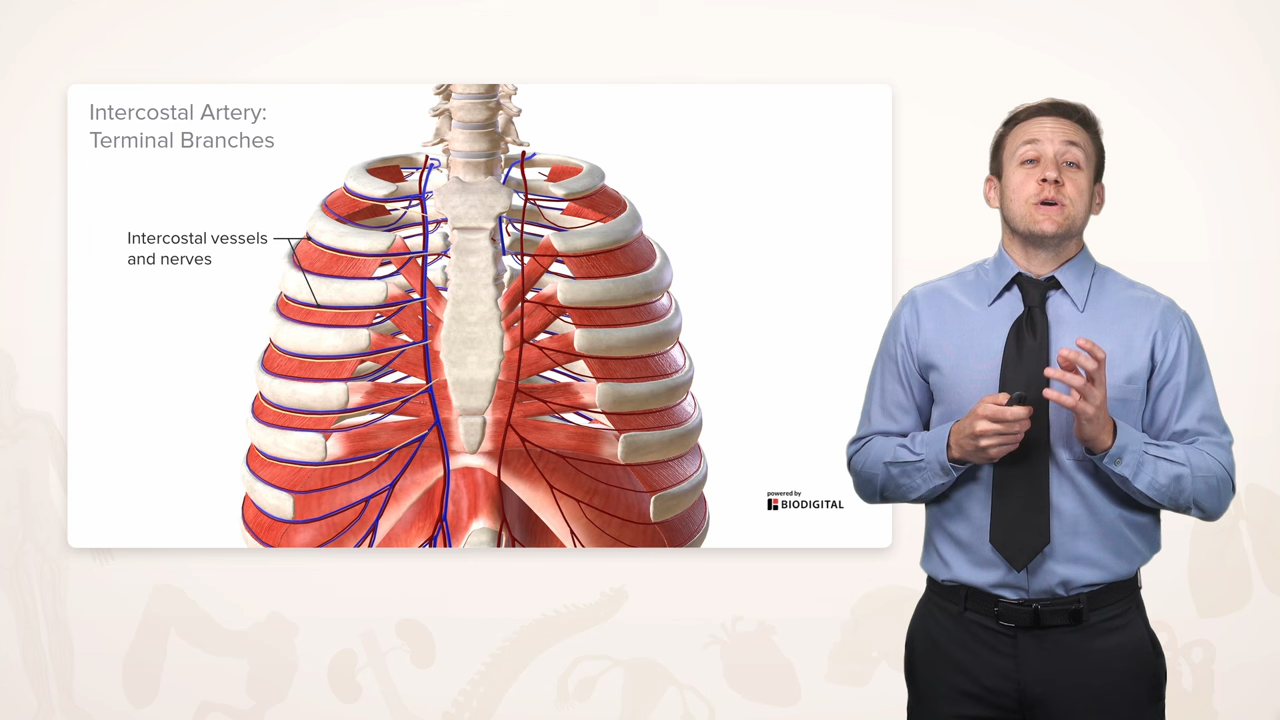 Intercostal Artery:
Terminal Branches
Intercostal vessels
and nerves
powered by
BIODIGITAL